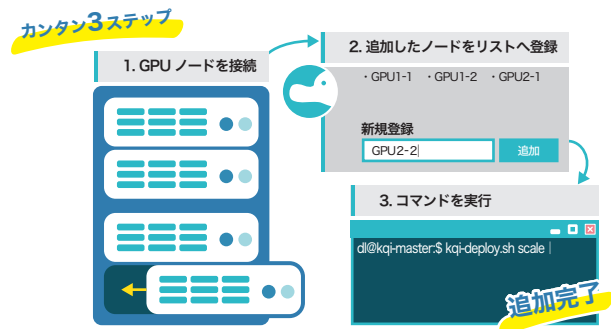 カンタン3ステップ
1. GPU ノードを接続
2. 追加したノードをリストへ登録
・GPU1-1 ・GPU1-2 ・GPU2-1
新規登録
GPU2-2
追加
3. コマンドを実行
dl@kqi-master:$ kqi-deploy.sh scale
追加完了